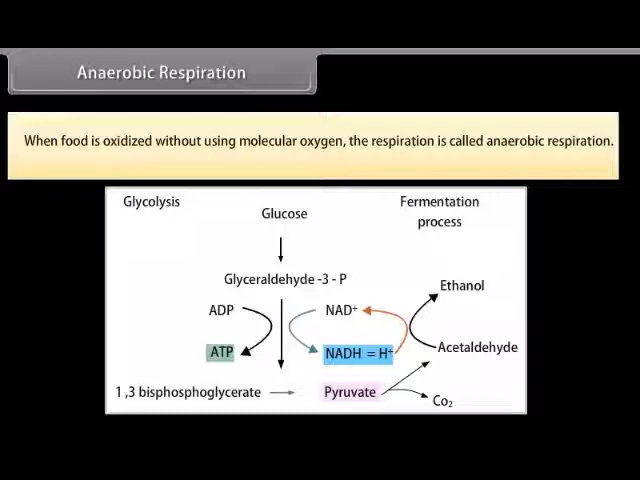 Anaerobic Respiration
When food is oxidized without using molecular oxygen, the respiration is called anaerobic respiration.
Glycolysis
Glucose
Fermentation
process
Glyceraldehyde -3 - P
Ethanol
ADP
NAD⁺
ATP
NADH = H⁺
Acetaldehyde
1 ,3 bisphosphoglycerate
Pyruvate
Co₂